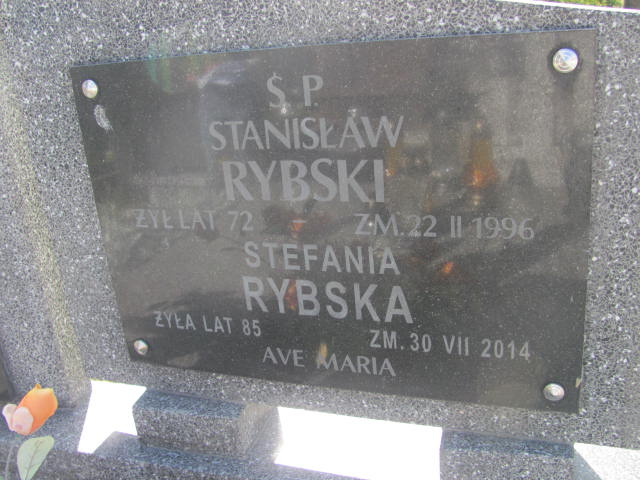 Ś. P.
STANISŁAW
RYBSKI
ŻYŁ LAT 72 - ZM. 22 II 1996
STEFANIA
RYBSKA
ŻYŁA LAT 85 ZM. 30 VII 2014
AVE MARIA